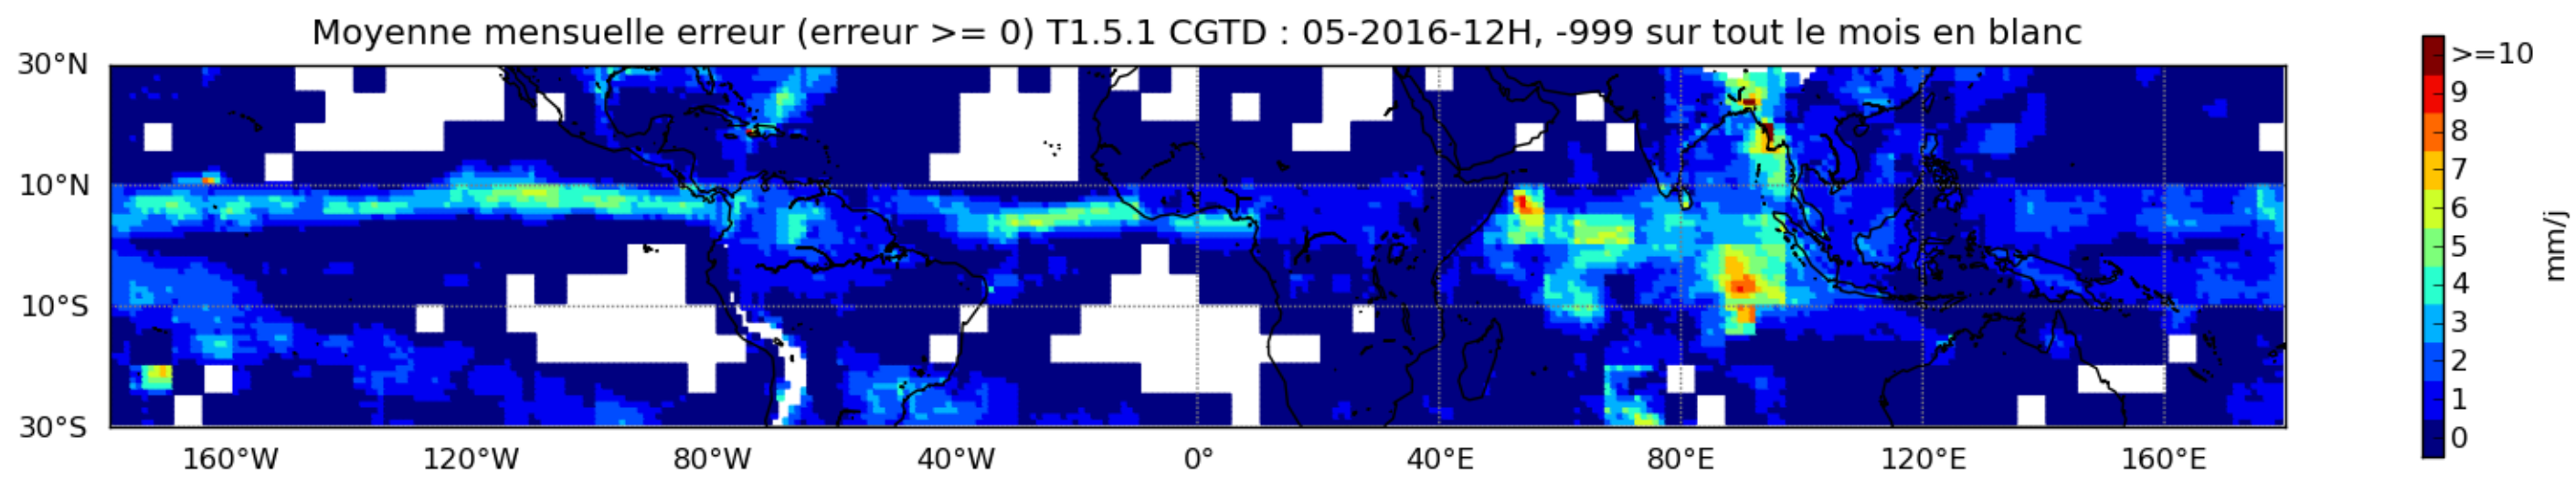 Moyenne mensuelle erreur (erreur >= 0) T1.5.1 CGTD : 05-2016-12H, -999 sur tout le mois en blanc
30°N
10°N
10°S
30°S
160°W 120°W 80°W 40°W 0° 40°E 80°E 120°E 160°E
>=10
9
8
7
6
5
4
3
2
1
0
mm/j